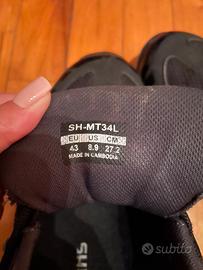 SH-MT34L
EU US CM
43 8.9 27.2
MADE IN CAMBODIA
subito